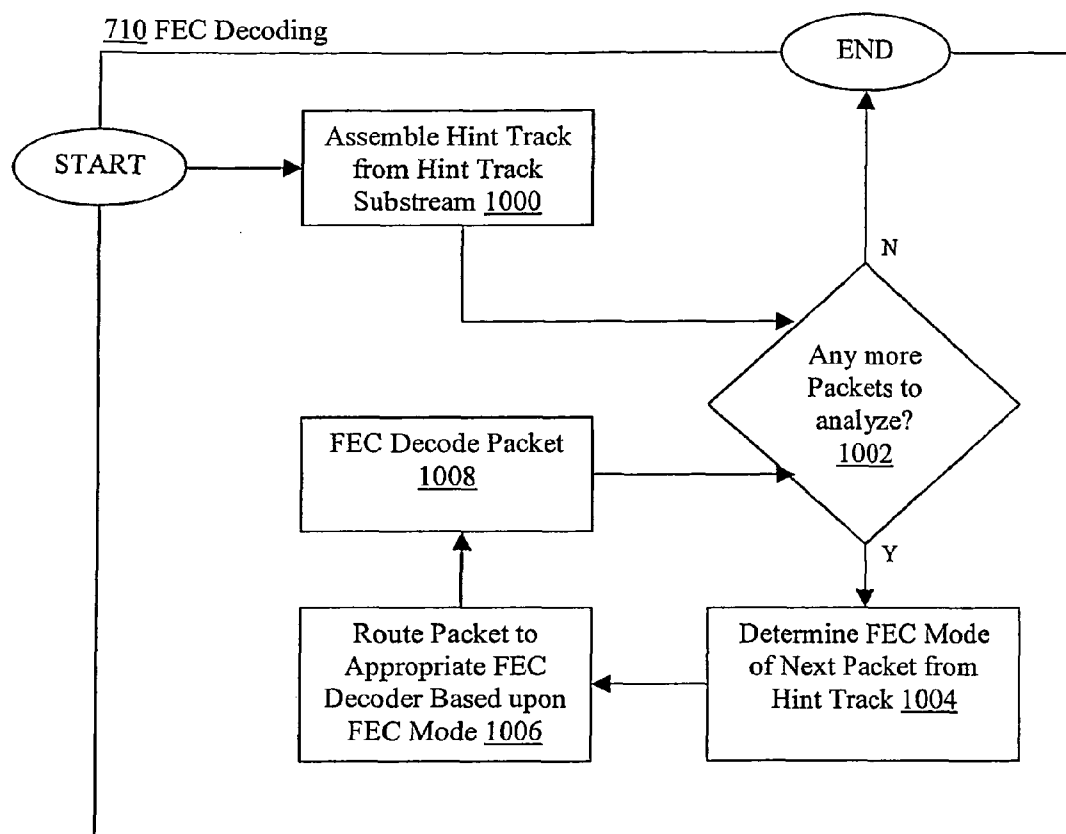 710 FEC Decoding
END
START
Assemble Hint Track
from Hint Track
Substream 1000
N
Any more
Packets to
analyze?
1002
FEC Decode Packet
1008
Y
Route Packet to
Appropriate FEC
Decoder Based upon
FEC Mode 1006
Determine FEC Mode
of Next Packet from
Hint Track 1004